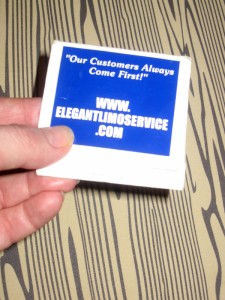 "Our Customers Always
Come First!"
WWW.
ELEGANTLIMOSERVICE
.COM